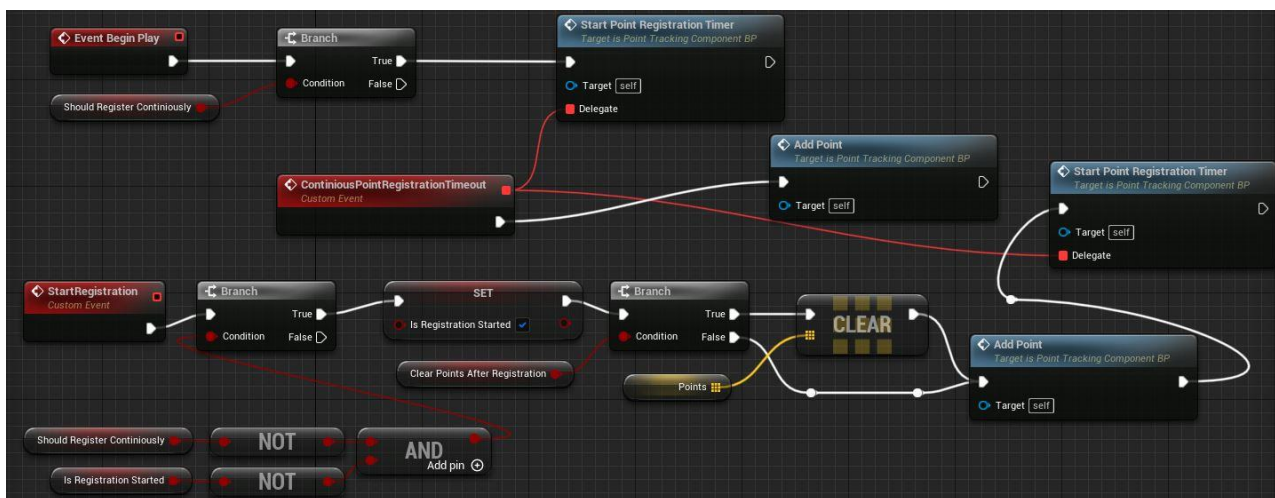 Event Begin Play
Branch
True
Condition
False
Should Register Continiously
Start Point Registration Timer
Target is Point Tracking Component BP
Target self
Delegate
ContiniousPointRegistrationTimeout
Custom Event
Add Point
Target is Point Tracking Component BP
Target self
Start Point Registration Timer
Target is Point Tracking Component BP
Target self
Delegate
StartRegistration
Custom Event
Branch
True
Condition
False
SET
Is Registration Started
Branch
True
Condition
False
Clear Points After Registration
CLEAR
Points
Add Point
Target is Point Tracking Component BP
Target self
Should Register Continiously
NOT
AND
Add pin
Is Registration Started
NOT